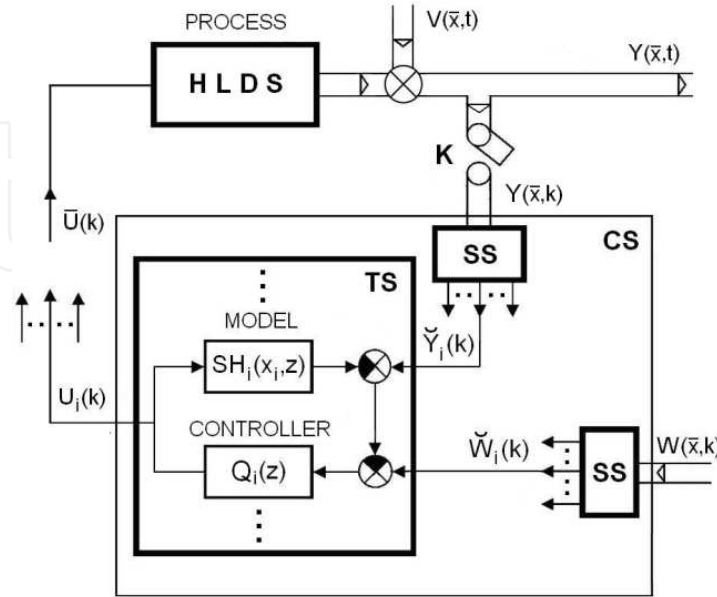 V(x̄,t)
PROCESS
Y(x̄,t)
H L D S
K
Y(x̄,k)
Ū(k)
CS
SS
TS
MODEL
Y̆ᵢ(k)
SHᵢ(xᵢ,z)
Uᵢ(k)
CONTROLLER
W̆ᵢ(k)
W(x̄,k)
Qᵢ(z)
SS